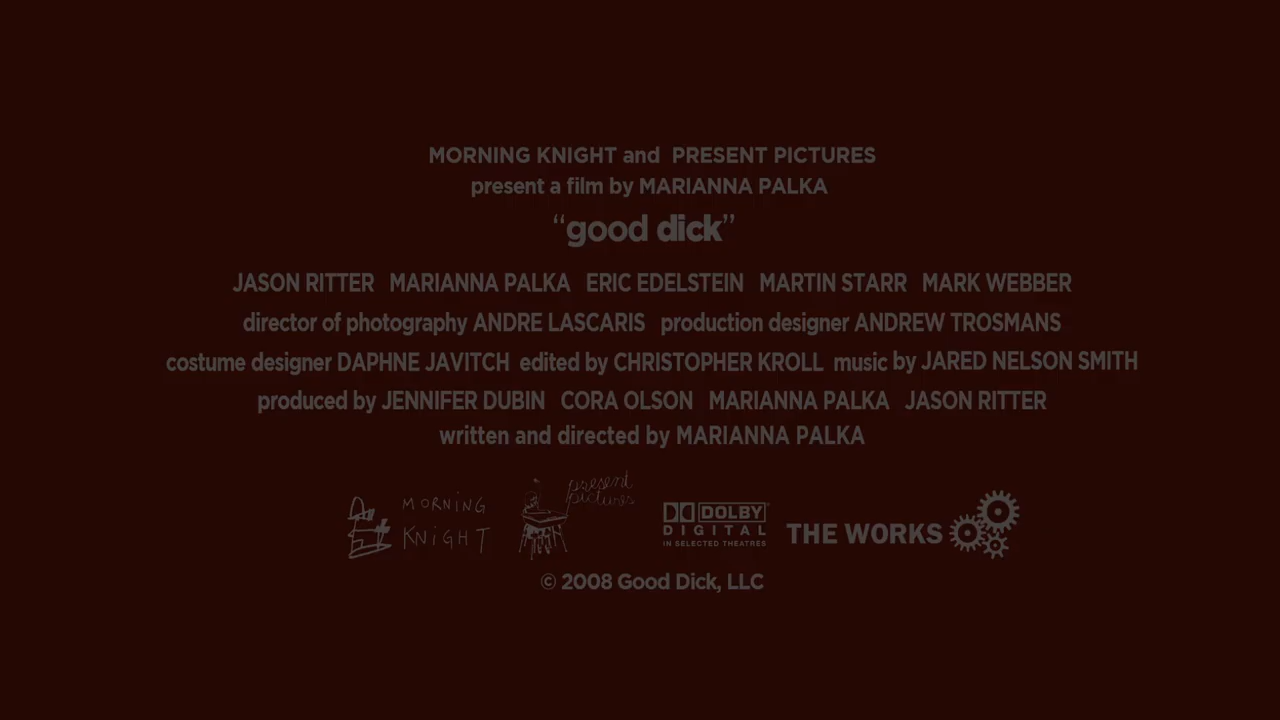 MORNING KNIGHT and PRESENT PICTURES
present a film by MARIANNA PALKA
“good dick”
JASON RITTER MARIANNA PALKA ERIC EDELSTEIN MARTIN STARR MARK WEBBER
director of photography ANDRE LASCARIS production designer ANDREW TROSMANS
costume designer DAPHNE JAVITCH edited by CHRISTOPHER KROLL music by JARED NELSON SMITH
produced by JENNIFER DUBIN CORA OLSON MARIANNA PALKA JASON RITTER
written and directed by MARIANNA PALKA
MORNING
KNIGHT
present
pictures
DOLBY
DIGITAL
IN SELECTED THEATRES
THE WORKS
© 2008 Good Dick, LLC